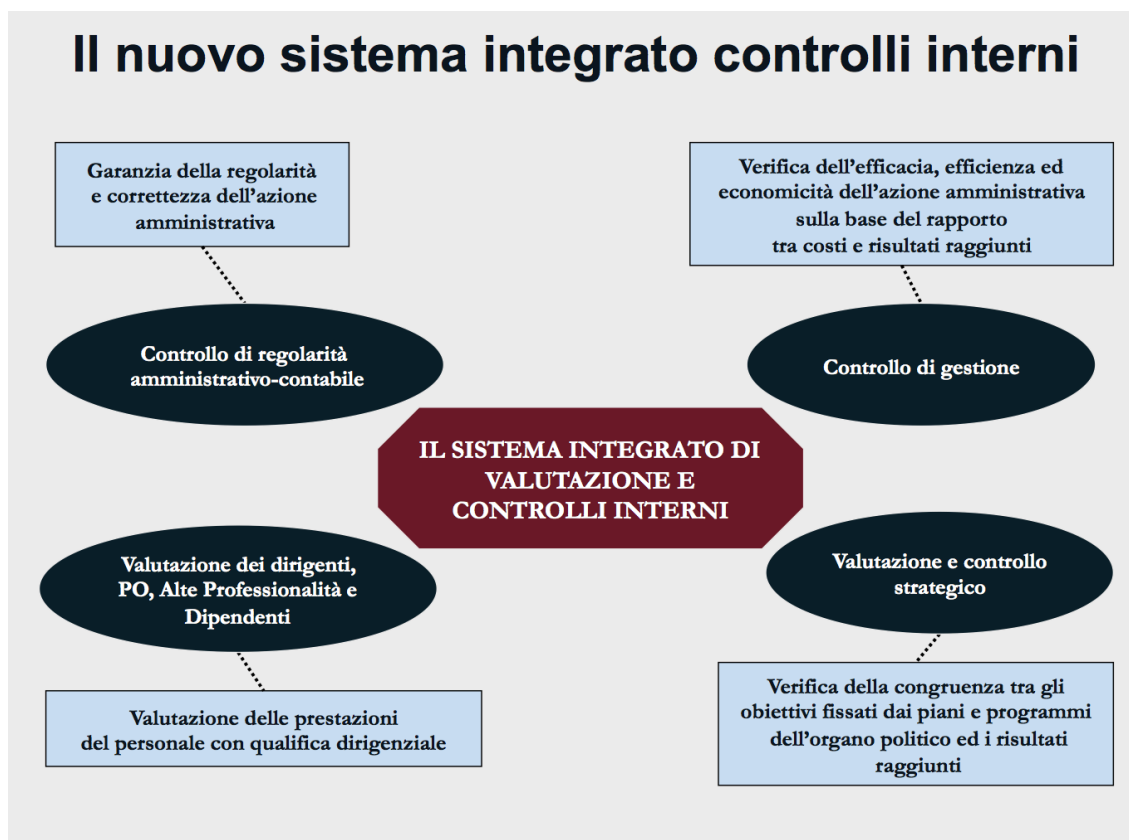 Il nuovo sistema integrato controlli interni
Garanzia della regolarità
e correttezza dell'azione
amministrativa
Verifica dell'efficacia, efficienza ed
economicità dell'azione amministrativa
sulla base del rapporto
tra costi e risultati raggiunti
Controllo di regolarità
amministrativo-contabile
Controllo di gestione
IL SISTEMA INTEGRATO DI
VALUTAZIONE E
CONTROLLI INTERNI
Valutazione dei dirigenti,
PO, Alte Professionalità e
Dipendenti
Valutazione e controllo
strategico
Valutazione delle prestazioni
del personale con qualifica dirigenziale
Verifica della congruenza tra gli
obiettivi fissati dai piani e programmi
dell'organo politico ed i risultati
raggiunti